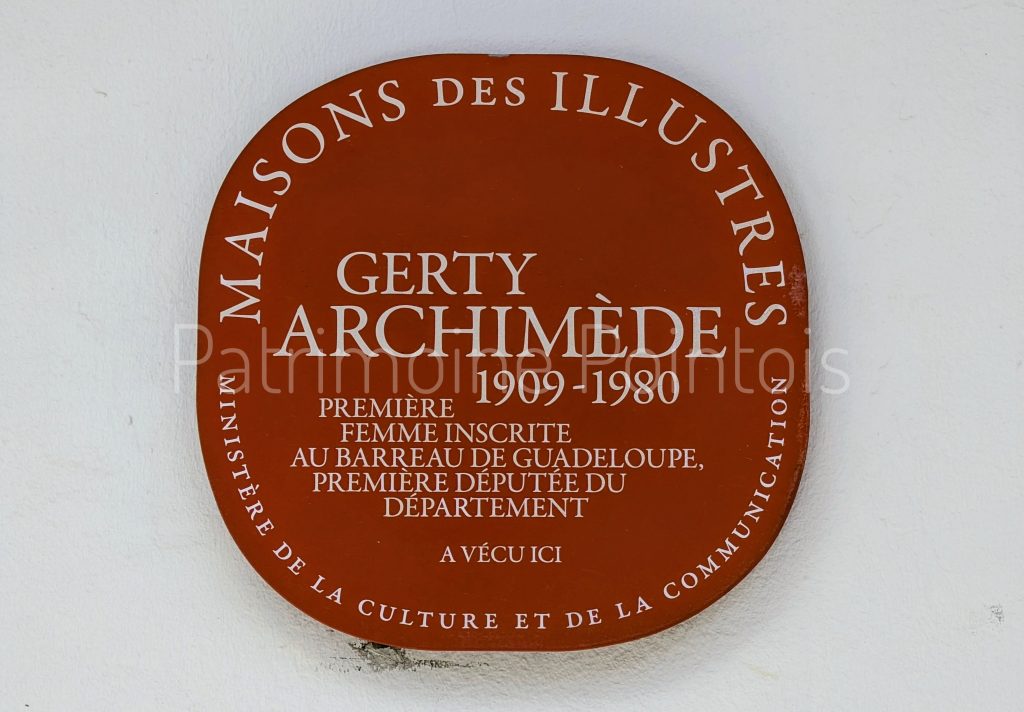 MAISONS DES ILLUSTRES
GERTY
ARCHIMÈDE
1909 - 1980
PREMIÈRE
FEMME INSCRITE
AU BARREAU DE GUADELOUPE,
PREMIÈRE DÉPUTÉE DU
DÉPARTEMENT
A VÉCU ICI
MINISTÈRE DE LA CULTURE ET DE LA COMMUNICATION
Patrimoine Pointois